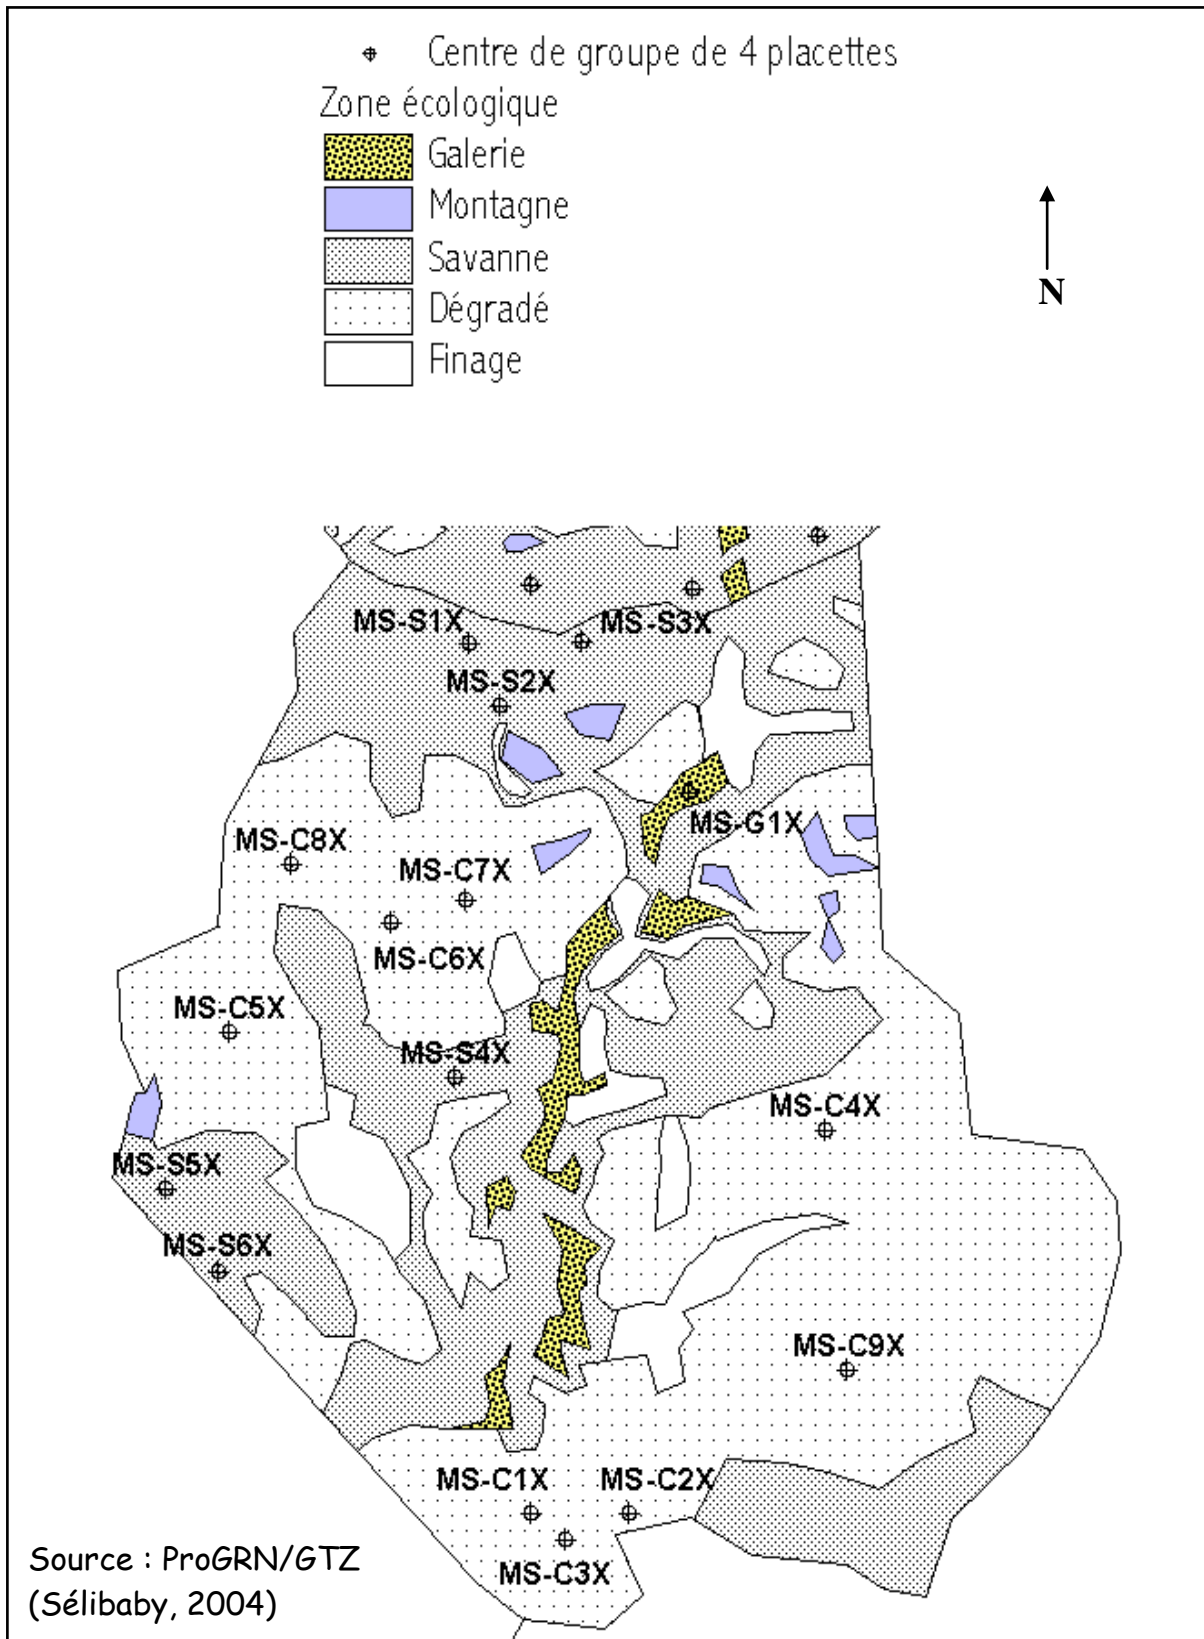 Centre de groupe de 4 placettes
Zone écologique
Galerie
Montagne
Savanne
Dégradé
Finage
N
MS-S1X
MS-S3X
MS-S2X
MS-G1X
MS-C8X
MS-C7X
MS-C6X
MS-C5X
MS-S4X
MS-C4X
MS-S5X
MS-S6X
MS-C9X
MS-C1X
MS-C2X
MS-C3X
Source : ProGRN/GTZ
(Sélibaby, 2004)